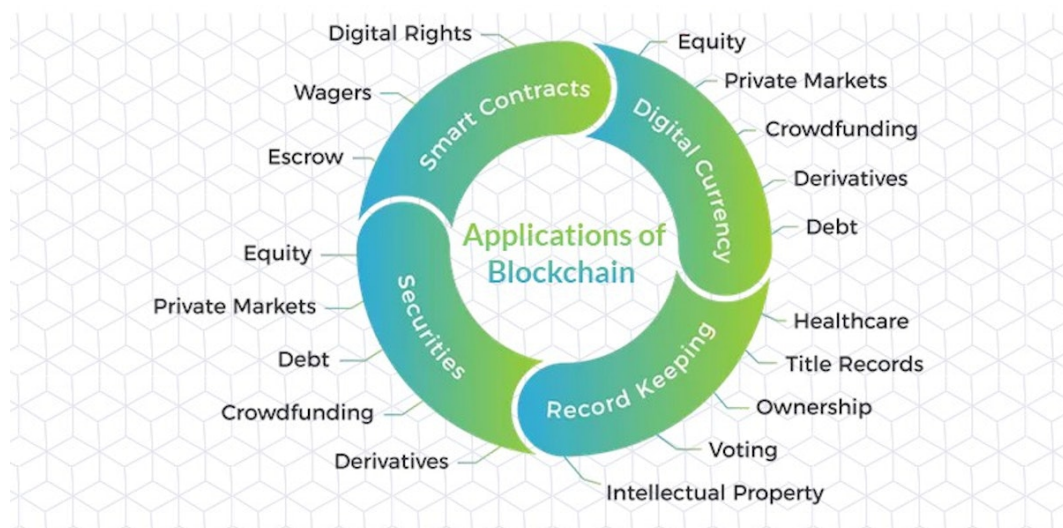 Digital Rights
Wagers
Escrow
Smart Contracts
Equity
Private Markets
Crowdfunding
Derivatives
Debt
Digital Currency
Applications of
Blockchain
Equity
Private Markets
Debt
Crowdfunding
Derivatives
Securities
Healthcare
Title Records
Ownership
Voting
Intellectual Property
Record Keeping